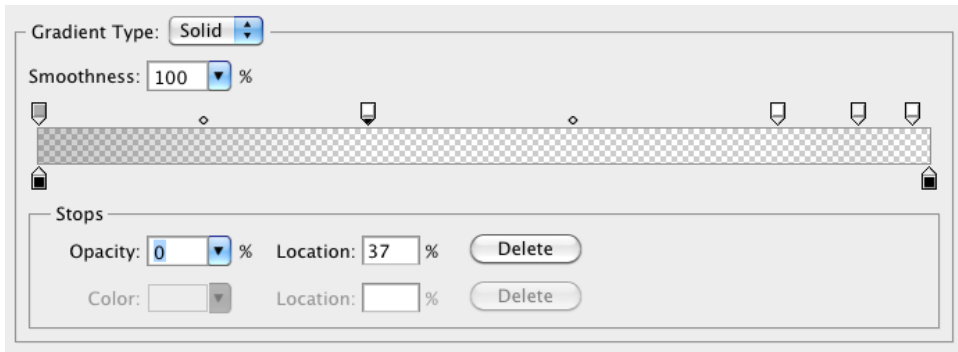 Gradient Type: Solid
Smoothness: 100 %
Stops
Opacity: 0 % Location: 37 % Delete
Color: Location: % Delete